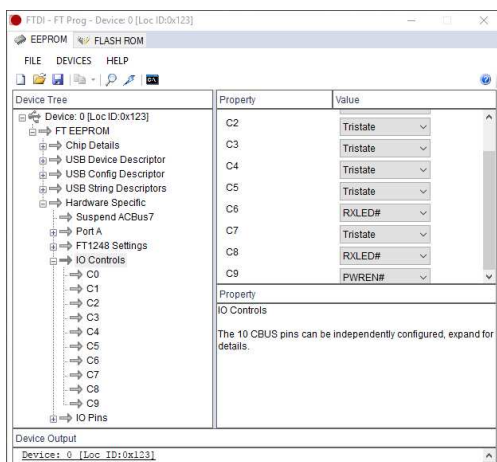 FTDI - FT Prog - Device: 0 [Loc ID:0x123]
EEPROM FLASH ROM
FILE DEVICES HELP
Device Tree
Device: 0 [Loc ID:0x123]
FT EEPROM
Chip Details
USB Device Descriptor
USB Config Descriptor
USB String Descriptors
Hardware Specific
Suspend ACBus7
Port A
FT1248 Settings
IO Controls
C0
C1
C2
C3
C4
C5
C6
C7
C8
C9
IO Pins
Property Value
C2 Tristate
C3 Tristate
C4 Tristate
C5 Tristate
C6 RXLED#
C7 Tristate
C8 RXLED#
C9 PWREN#
Property
IO Controls
The 10 CBUS pins can be independently configured, expand for
details.
Device Output
Device: 0 [Loc ID:0x123]